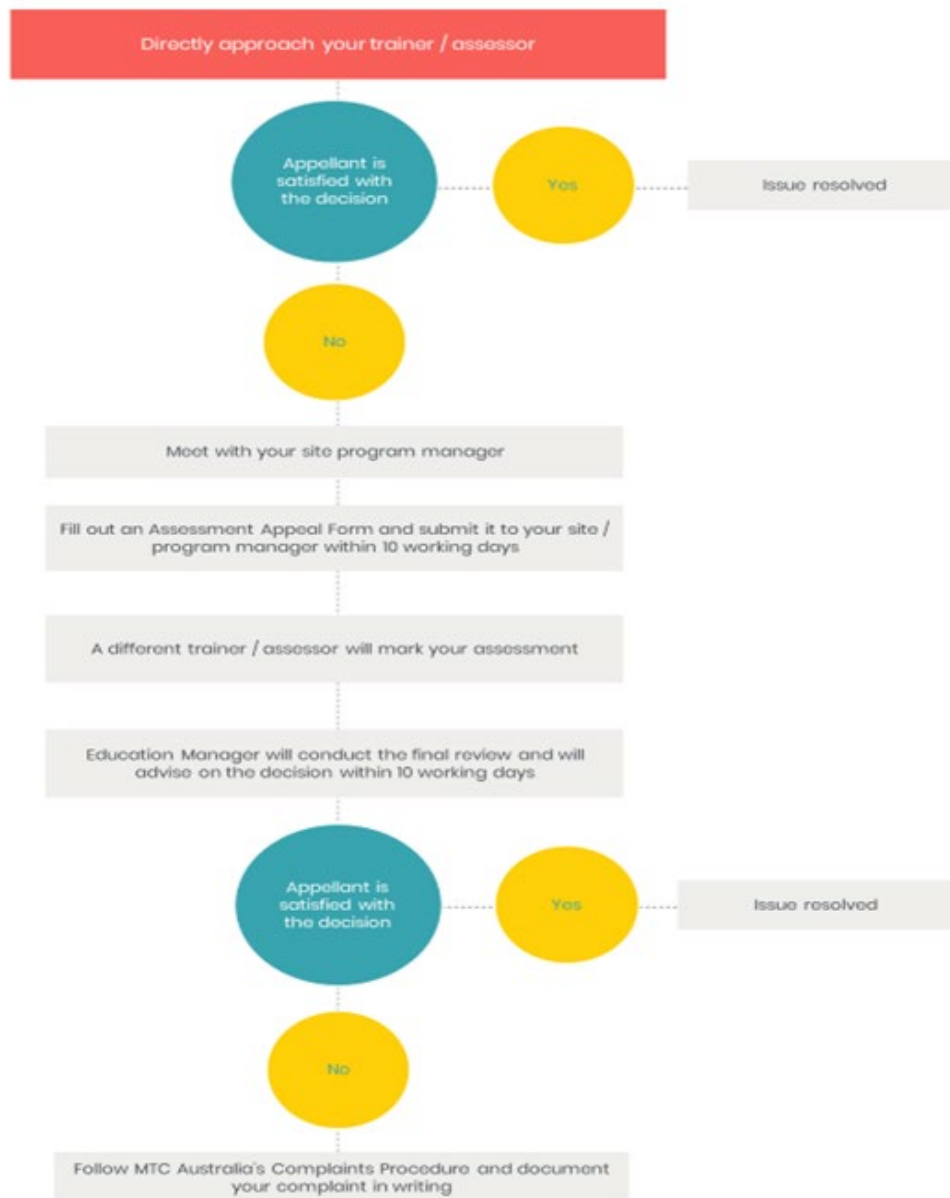 Directly approach your trainer / assessor
Appellant is
satisfied with
the decision
Yes
Issue resolved
No
Meet with your site program manager
Fill out an Assessment Appeal Form and submit it to your site /
program manager within 10 working days
A different trainer / assessor will mark your assessment
Education Manager will conduct the final review and will
advise on the decision within 10 working days
Appellant is
satisfied with
the decision
Yes
Issue resolved
No
Follow MTC Australia's Complaints Procedure and document
your complaint in writing